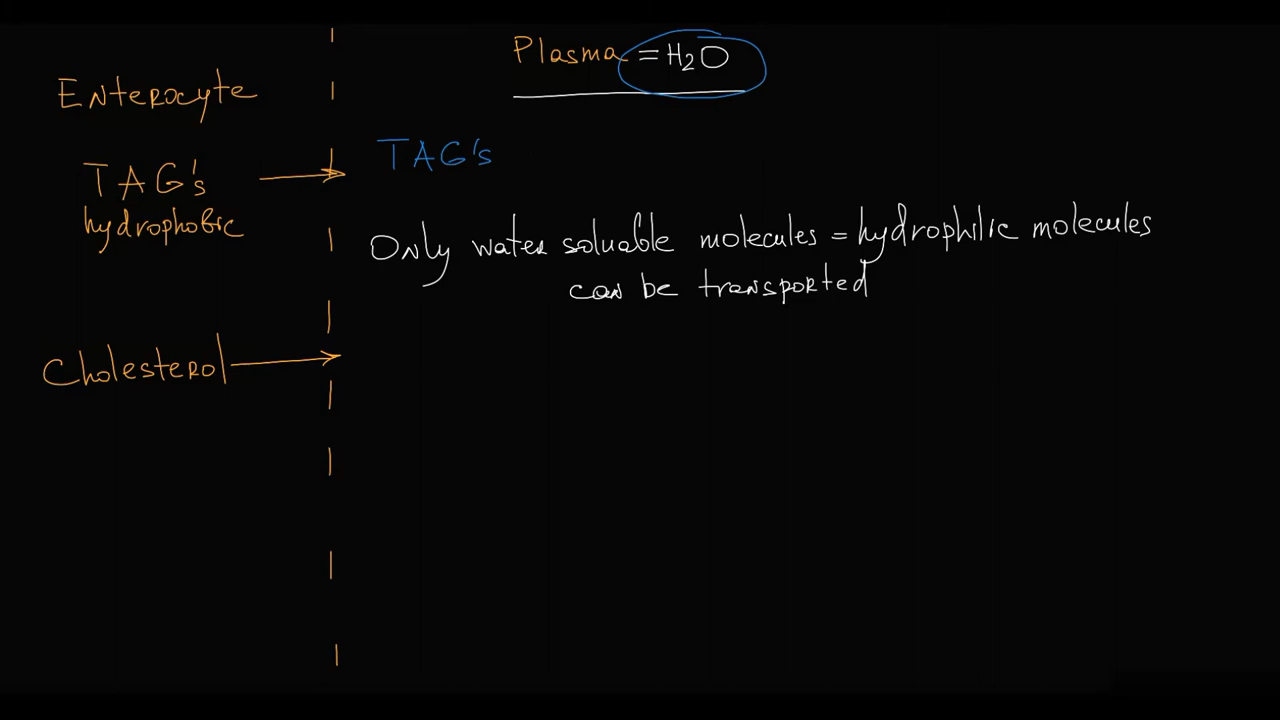 Plasma = H₂O
Enterocyte
TAG's
TAG's
hydrophobic
Only water soluable molecules = hydrophilic molecules
can be transported
Cholesterol